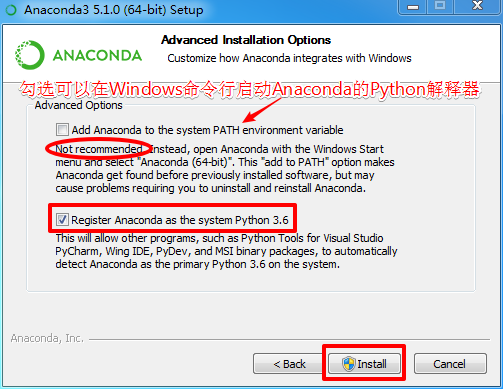 Anaconda3 5.1.0 (64-bit) Setup
ANACONDA
Advanced Installation Options
Customize how Anaconda integrates with Windows
勾选可以在Windows命令行启动Anaconda的Python解释器
Advanced Options
Add Anaconda to the system PATH environment variable
Not recommended. Instead, open Anaconda with the Windows Start
menu and select "Anaconda (64-bit)". This "add to PATH" option makes
Anaconda get found before previously installed software, but may
cause problems requiring you to uninstall and reinstall Anaconda.
Register Anaconda as the system Python 3.6
This will allow other programs, such as Python Tools for Visual Studio
PyCharm, Wing IDE, PyDev, and MSI binary packages, to automatically
detect Anaconda as the primary Python 3.6 on the system.
Anaconda, Inc.
< Back
Install
Cancel